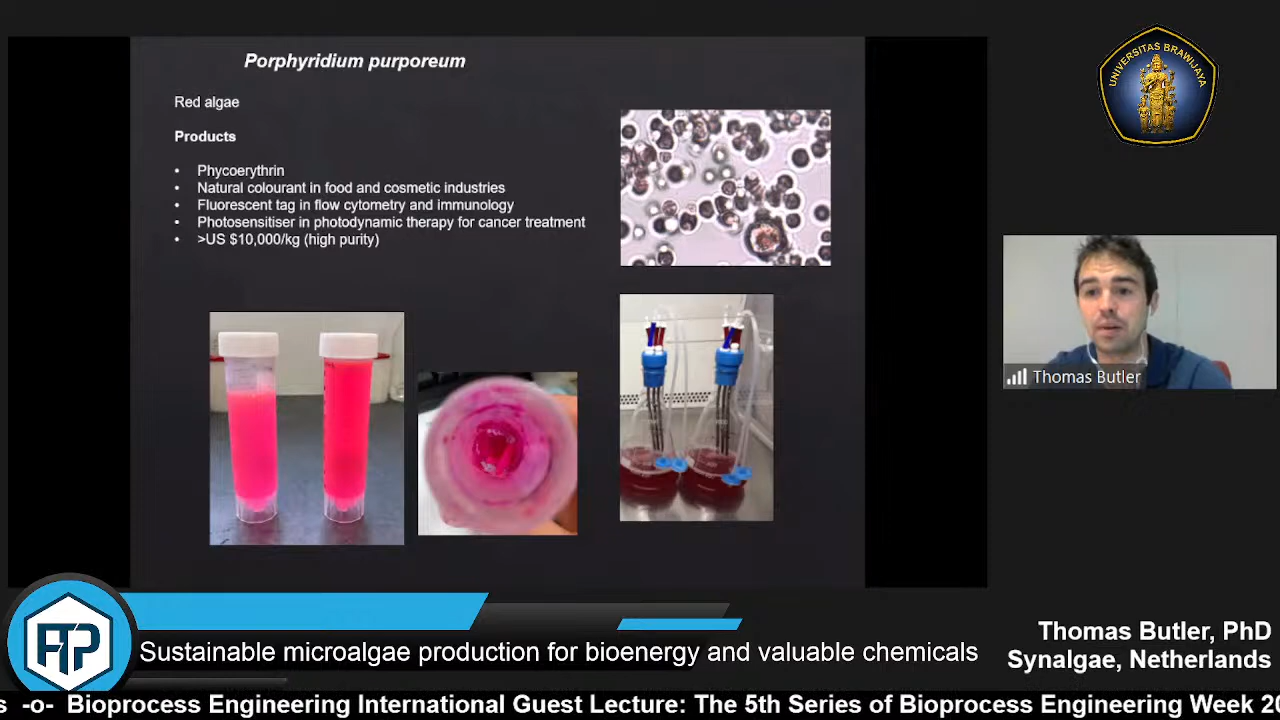 Porphyridium purporeum
Red algae
Products
• Phycoerythrin
• Natural colourant in food and cosmetic industries
• Fluorescent tag in flow cytometry and immunology
• Photosensitiser in photodynamic therapy for cancer treatment
• >US $10,000/kg (high purity)
UNIVERSITAS BRAWIJAYA
Thomas Butler
FTP
Sustainable microalgae production for bioenergy and valuable chemicals
Thomas Butler, PhD
Synalgae, Netherlands
s -o- Bioprocess Engineering International Guest Lecture: The 5th Series of Bioprocess Engineering Week 20